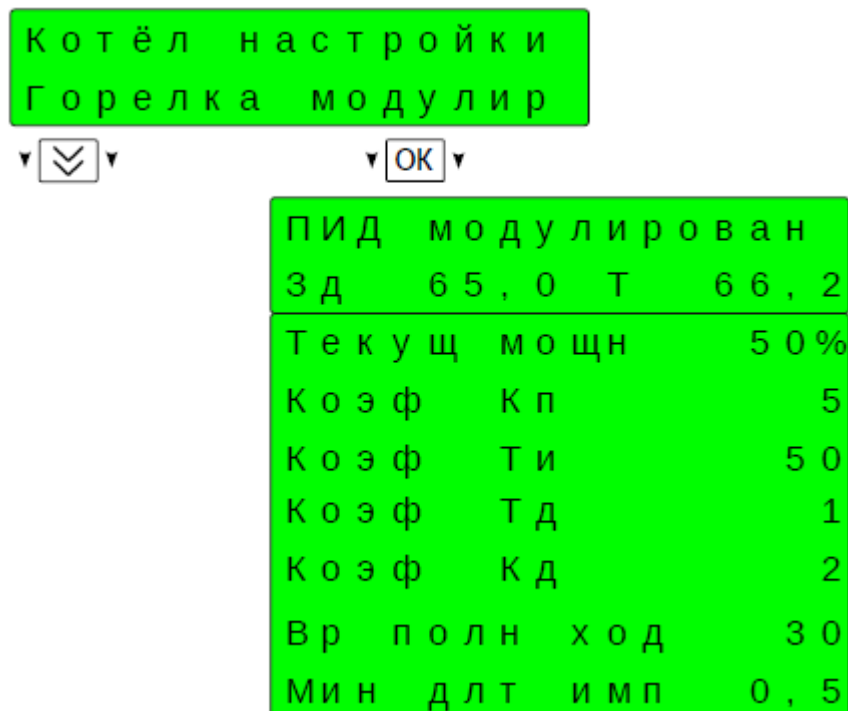 Котёл настройки
Горелка модулир
OK
ПИД модулирован
Зд 65,0 Т 66,2
Текущ мощн 50%
Коэф Кп 5
Коэф Ти 50
Коэф Тд 1
Коэф Кд 2
Вр полн ход 30
Мин длт имп 0,5